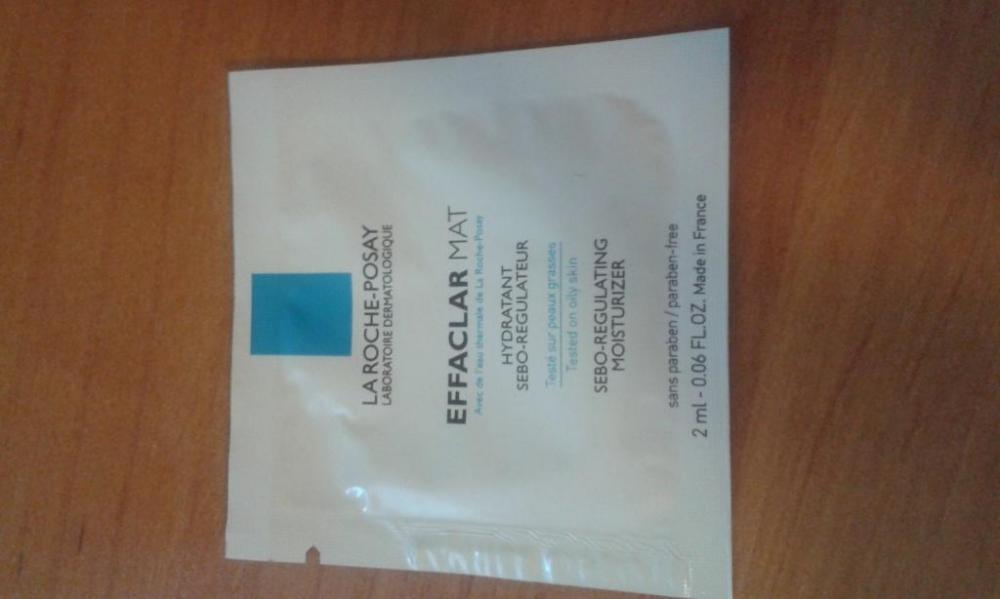 LA ROCHE-POSAY
LABORATOIRE DERMATOLOGIQUE
EFFACLAR MAT
Avec de l'eau thermale de La Roche-Posay
HYDRATANT
SEBO-REGULATEUR
Testé sur peaux grasses
Tested on oily skin
SEBO-REGULATING
MOISTURIZER
sans paraben / paraben-free
2 ml - 0.06 FL.OZ. Made in France